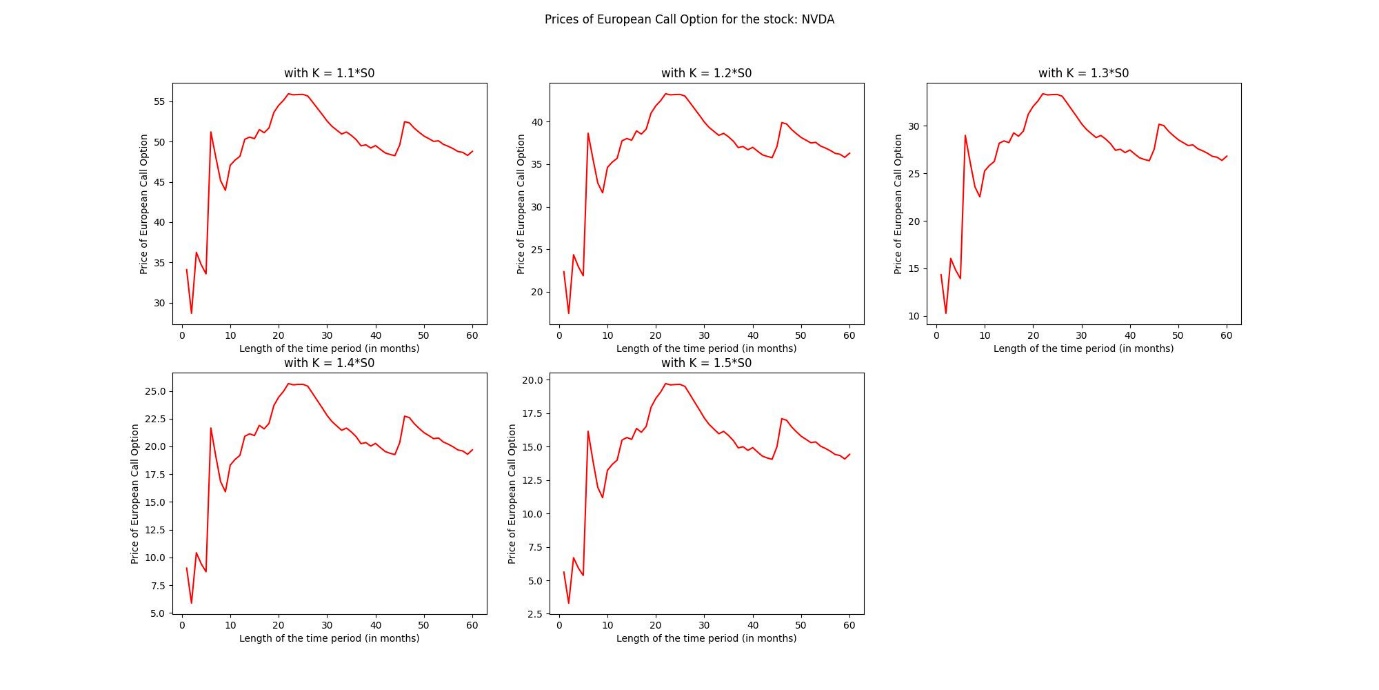 Prices of European Call Option for the stock: NVDA
with K = 1.1*S0
Price of European Call Option
55
50
45
40
35
30
0 10 20 30 40 50 60
Length of the time period (in months)
with K = 1.2*S0
Price of European Call Option
40
35
30
25
20
0 10 20 30 40 50 60
Length of the time period (in months)
with K = 1.3*S0
Price of European Call Option
30
25
20
15
10
0 10 20 30 40 50 60
Length of the time period (in months)
with K = 1.4*S0
Price of European Call Option
25.0
22.5
20.0
17.5
15.0
12.5
10.0
7.5
5.0
0 10 20 30 40 50 60
Length of the time period (in months)
with K = 1.5*S0
Price of European Call Option
20.0
17.5
15.0
12.5
10.0
7.5
5.0
2.5
0 10 20 30 40 50 60
Length of the time period (in months)